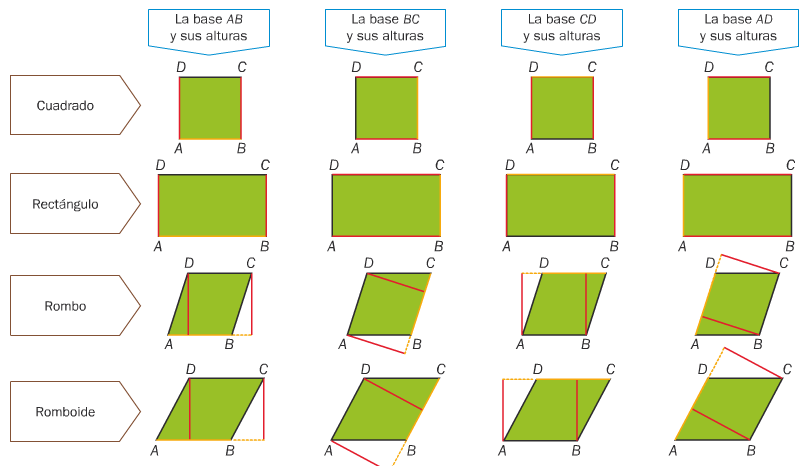 La base AB
y sus alturas
La base BC
y sus alturas
La base CD
y sus alturas
La base AD
y sus alturas
Cuadrado
D C
A B
D C
A B
D C
A B
D C
A B
Rectángulo
D C
A B
D C
A B
D C
A B
D C
A B
Rombo
D C
A B
D C
A B
D C
A B
D C
A B
Romboide
D C
A B
D C
A B
D C
A B
D C
A B